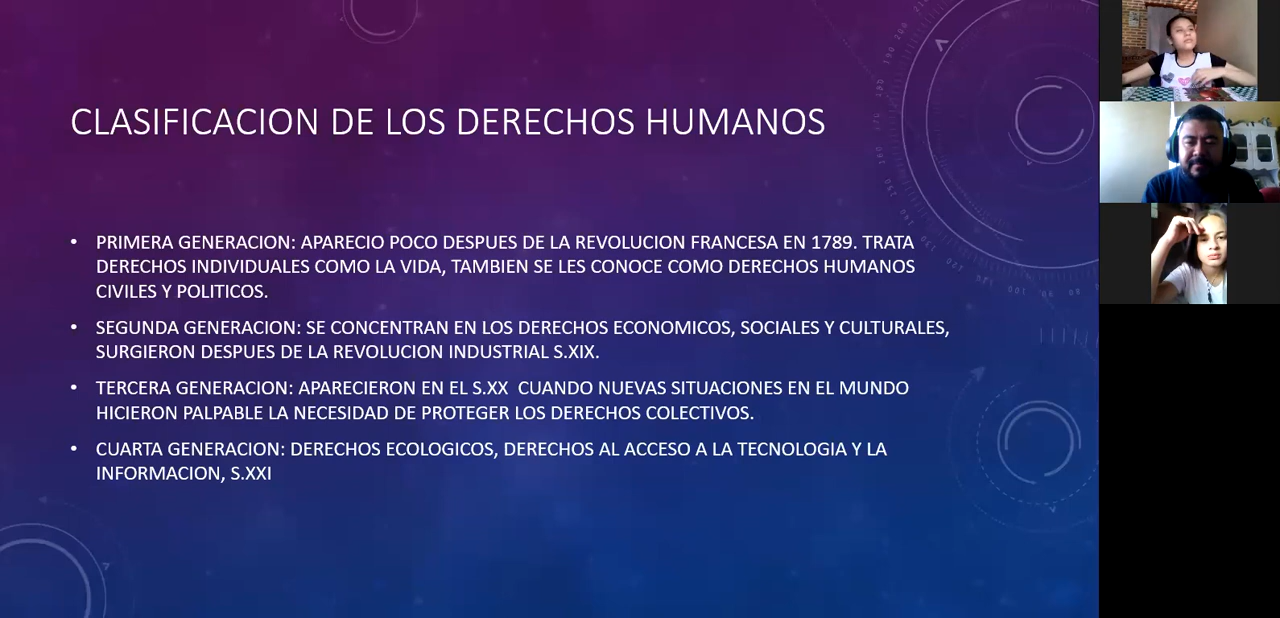 CLASIFICACION DE LOS DERECHOS HUMANOS
• PRIMERA GENERACION: APARECIO POCO DESPUES DE LA REVOLUCION FRANCESA EN 1789. TRATA
DERECHOS INDIVIDUALES COMO LA VIDA, TAMBIEN SE LES CONOCE COMO DERECHOS HUMANOS
CIVILES Y POLITICOS.
• SEGUNDA GENERACION: SE CONCENTRAN EN LOS DERECHOS ECONOMICOS, SOCIALES Y CULTURALES,
SURGIERON DESPUES DE LA REVOLUCION INDUSTRIAL S.XIX.
• TERCERA GENERACION: APARECIERON EN EL S.XX CUANDO NUEVAS SITUACIONES EN EL MUNDO
HICIERON PALPABLE LA NECESIDAD DE PROTEGER LOS DERECHOS COLECTIVOS.
• CUARTA GENERACION: DERECHOS ECOLOGICOS, DERECHOS AL ACCESO A LA TECNOLOGIA Y LA
INFORMACION, S.XXI